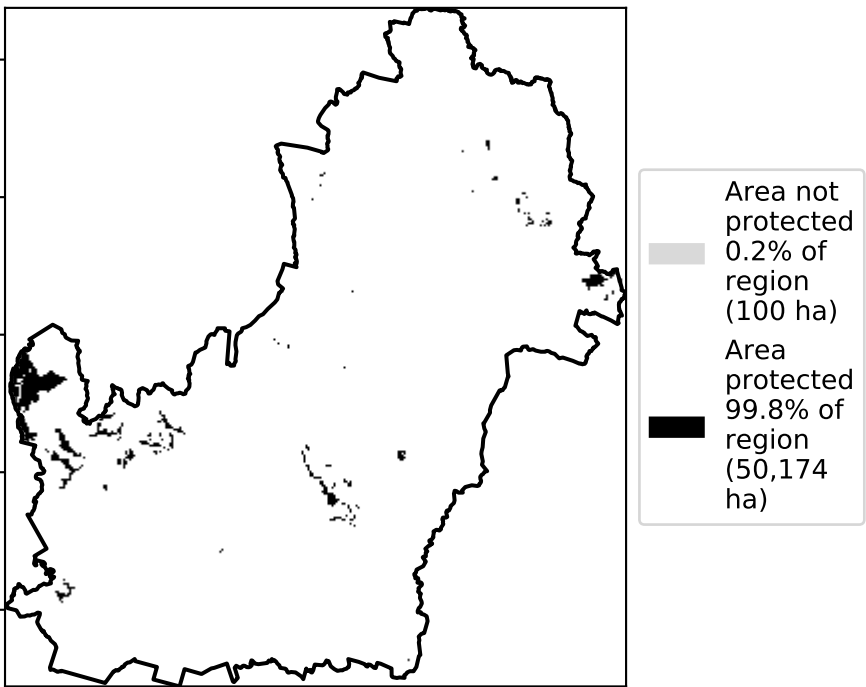 Area not
protected
0.2% of
region
(100 ha)
Area
protected
99.8% of
region
(50,174
ha)